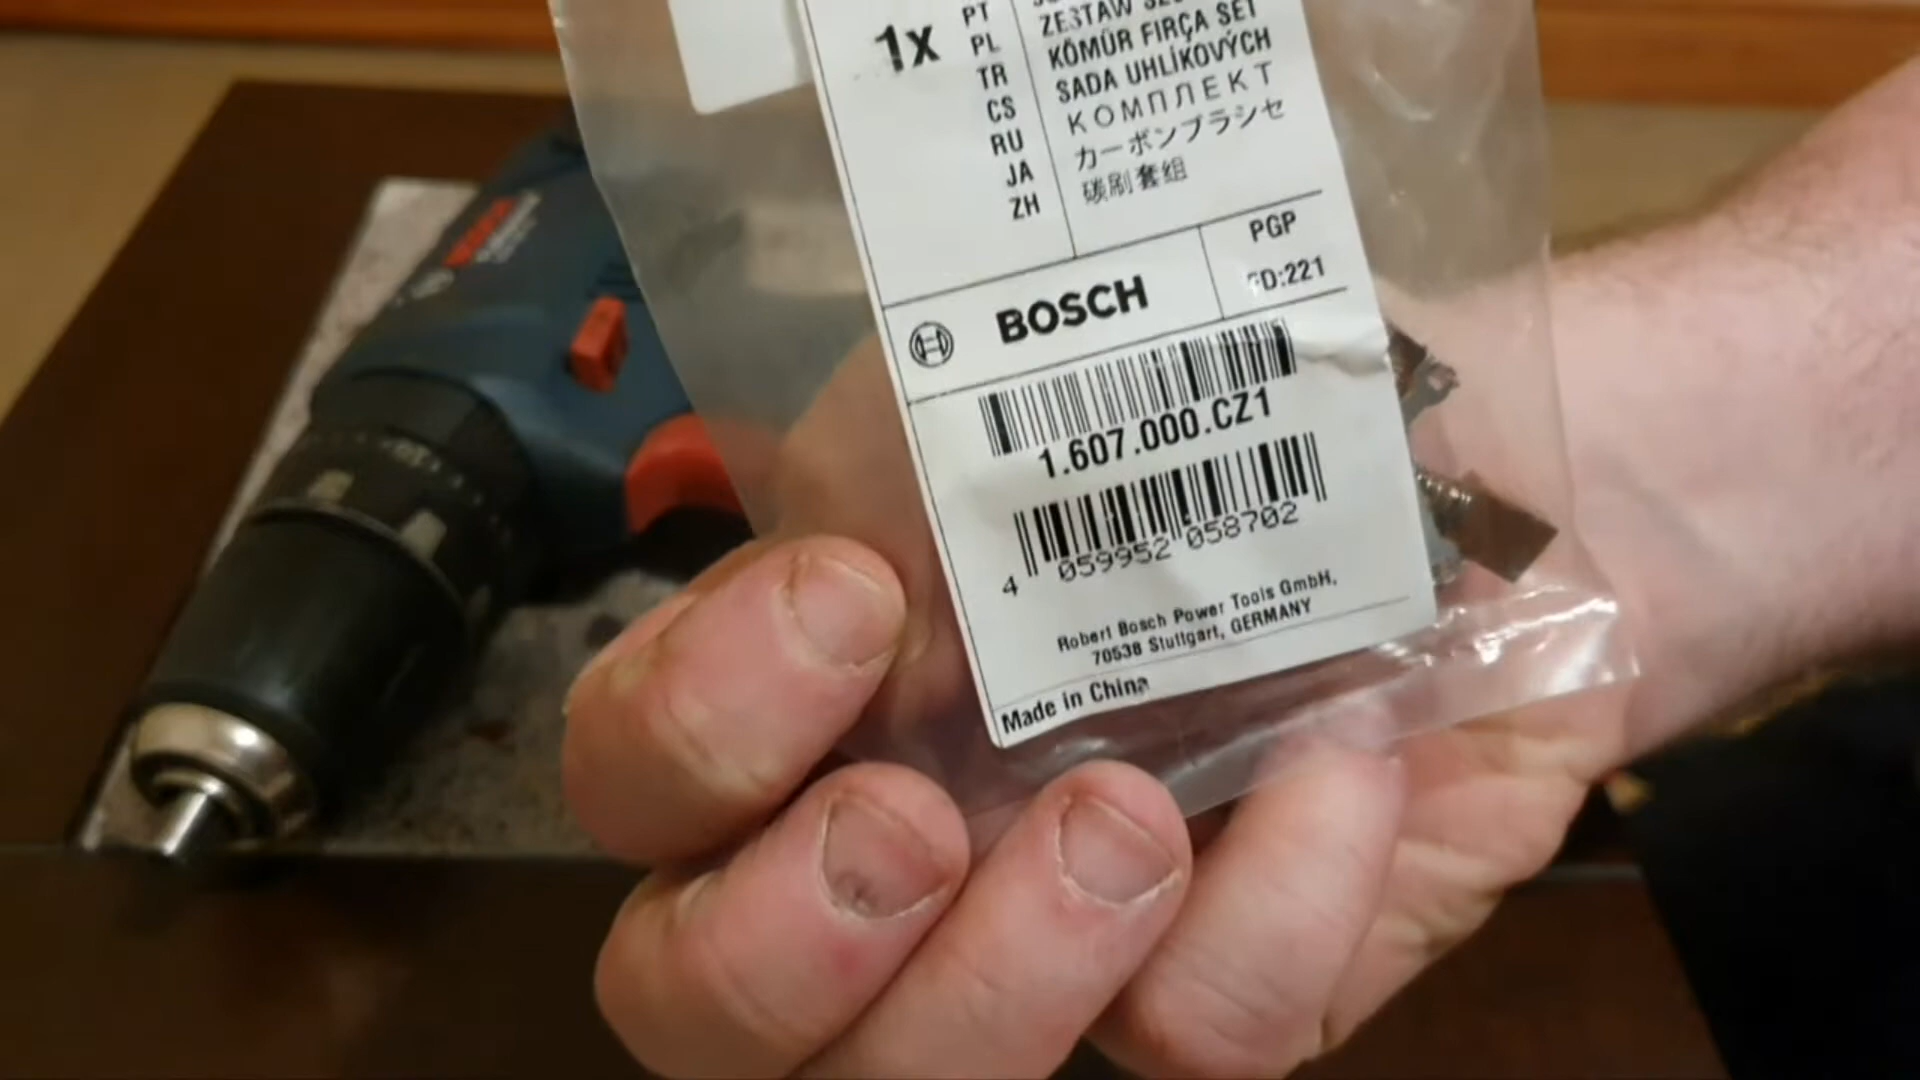 1x
PT
PL ZESTAW
TR KÖMÜR FIRÇA SET
CS SADA UHLÍKOVÝCH
RU КОМПЛЕКТ
JA カーボンブラシセ
ZH 碳刷套组
BOSCH
PGP
FD:221
1.607.000.CZ1
4 059952 058702
Robert Bosch Power Tools GmbH,
70538 Stuttgart, GERMANY
Made in China